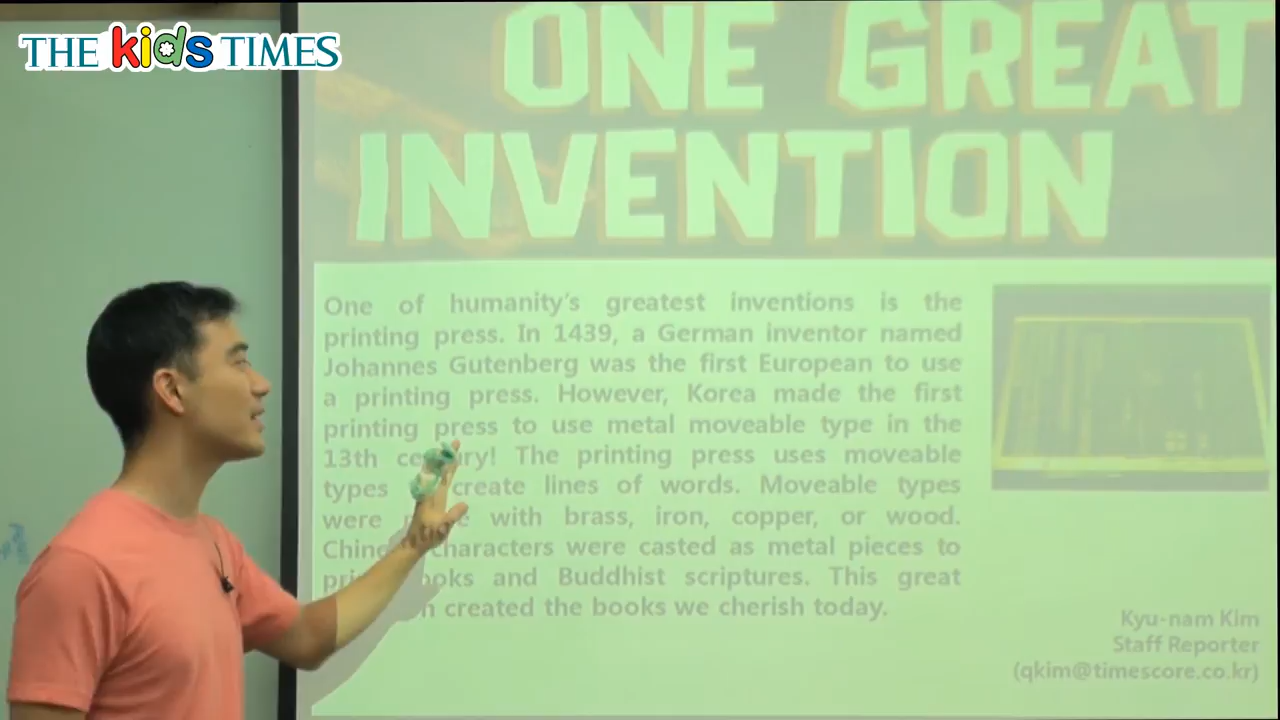 THE kids TIMES
ONE GREAT
INVENTION
One of humanity's greatest inventions is the
printing press. In 1439, a German inventor named
Johannes Gutenberg was the first European to use
a printing press. However, Korea made the first
printing press to use metal moveable type in the
13th century! The printing press uses moveable
types create lines of words. Moveable types
were with brass, iron, copper, or wood.
Chinese characters were casted as metal pieces to
books and Buddhist scriptures. This great
created the books we cherish today.
Kyu-nam Kim
Staff Reporter
(qkim@timescore.co.kr)